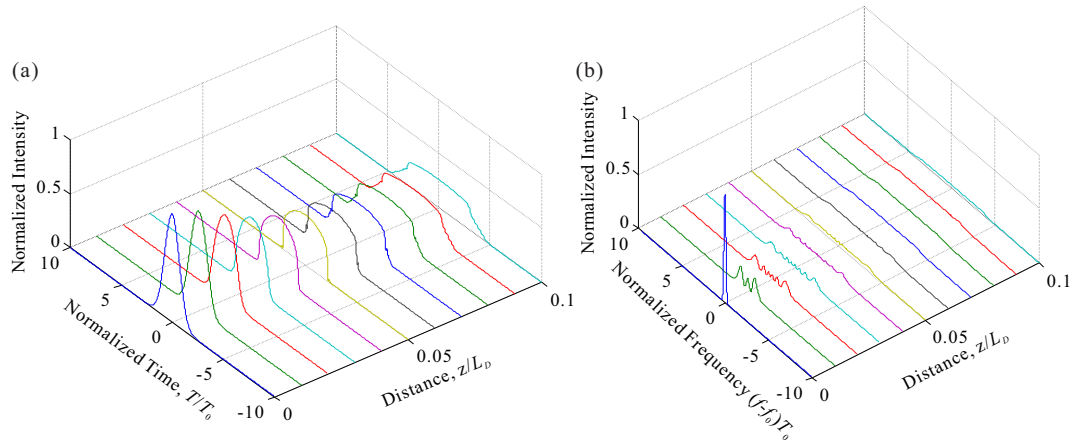 (a)
Normalized Intensity
1
0.5
0
10
5
0
-5
-10
Normalized Time, T/T₀
0
0.05
0.1
Distance, z/L_D
(b)
Normalized Intensity
1
0.5
0
10
5
0
-5
-10
Normalized Frequency (f-f₀)T₀
0
0.05
0.1
Distance, z/L_D